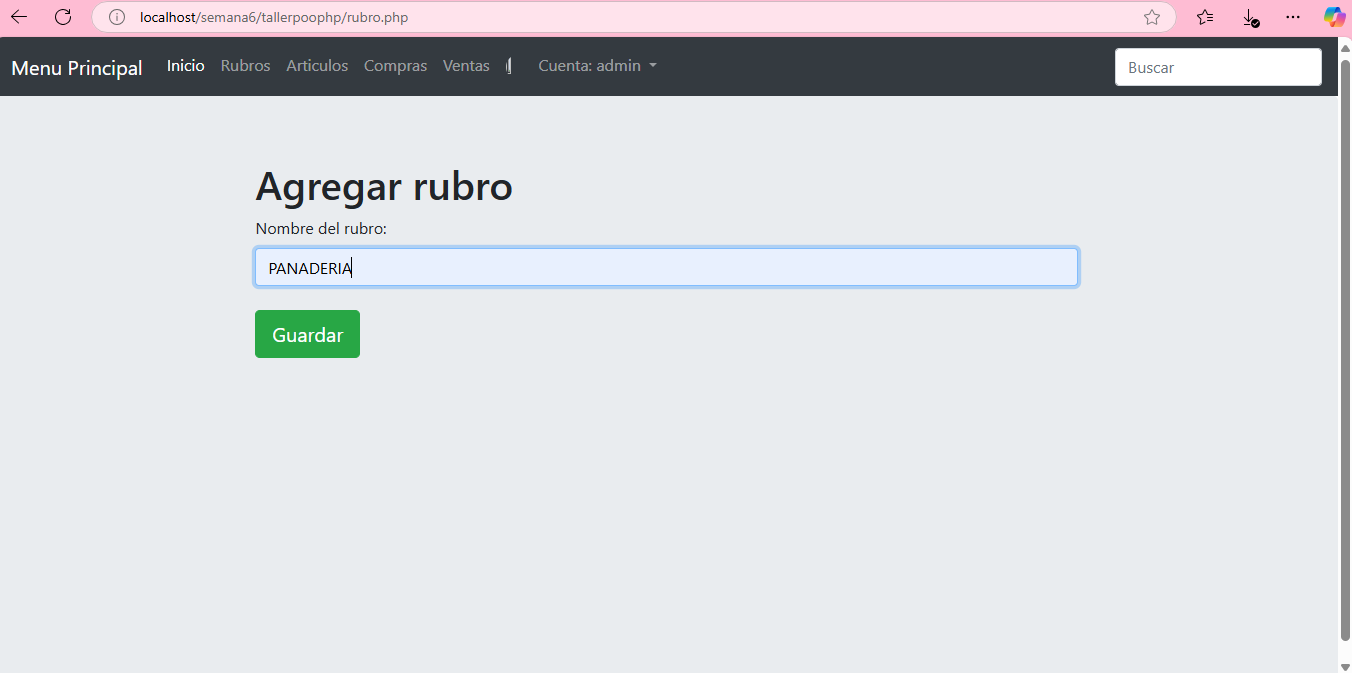 localhost/semana6/tallerpoophp/rubro.php
Menu Principal Inicio Rubros Articulos Compras Ventas Cuenta: admin Buscar
Agregar rubro
Nombre del rubro:
PANADERIA
Guardar